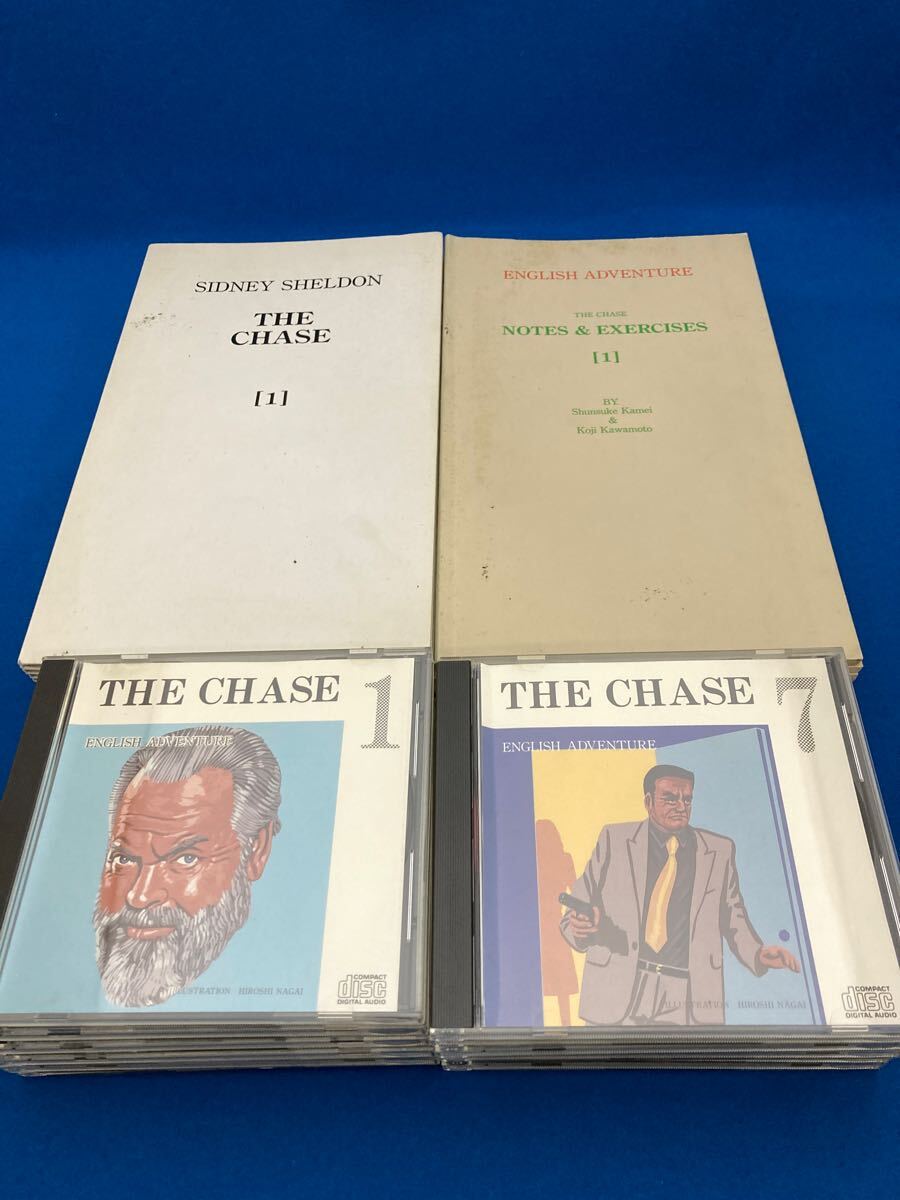 SIDNEY SHELDON
THE
CHASE
[1]
ENGLISH ADVENTURE
THE CHASE
NOTES & EXERCISES
[1]
BY
Shunsuke Kamei
&
Koji Kawamoto
THE CHASE 1
ENGLISH ADVENTURE
ILLUSTRATION HIROSHI NAGAI
COMPACT
disc
DIGITAL AUDIO
THE CHASE 7
ENGLISH ADVENTURE
ILLUSTRATION HIROSHI NAGAI
COMPACT
disc
DIGITAL AUDIO